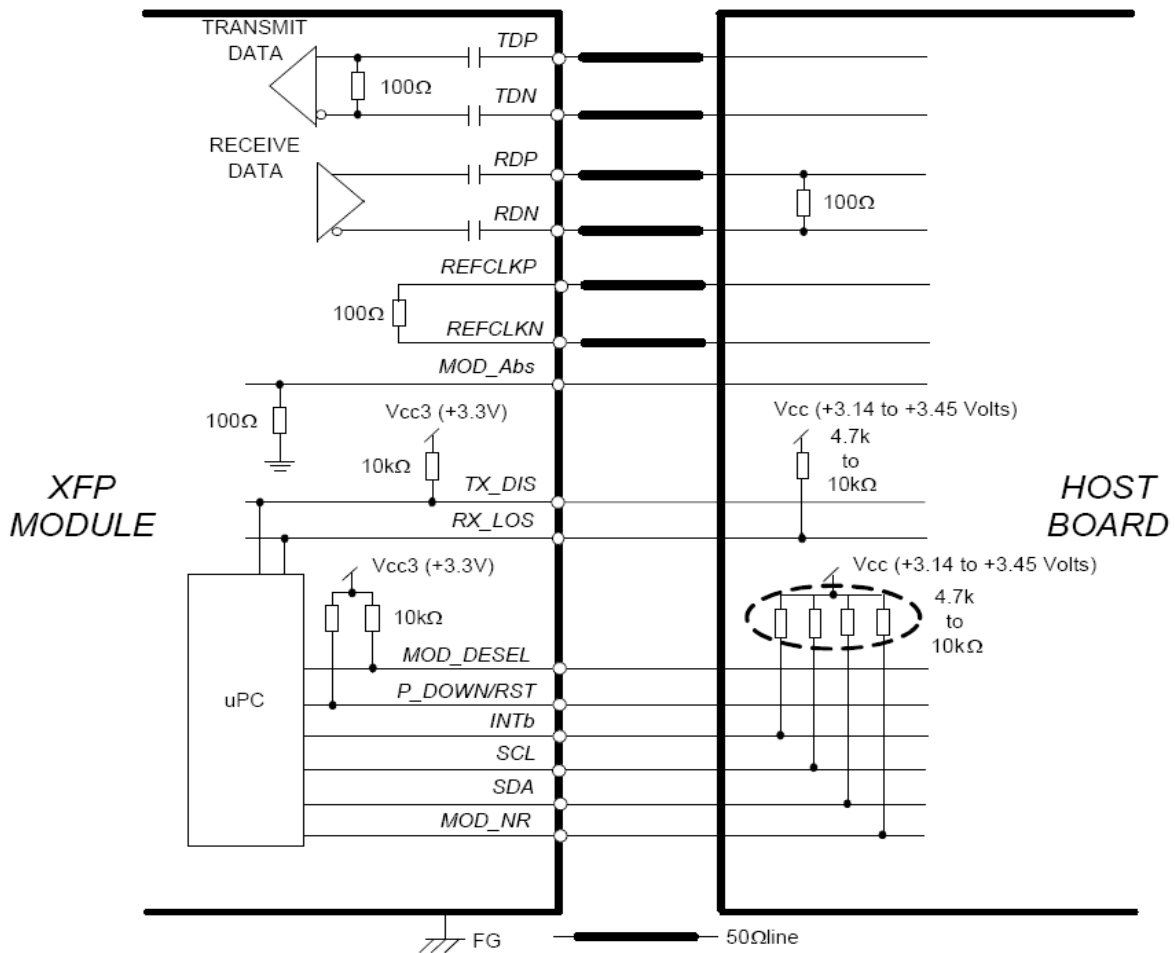 TRANSMIT
DATA
TDP
100Ω
TDN
RECEIVE
DATA
RDP
RDN
100Ω
REFCLKP
100Ω
REFCLKN
MOD_Abs
100Ω
Vcc3 (+3.3V)
10kΩ
TX_DIS
RX_LOS
Vcc (+3.14 to +3.45 Volts)
4.7k
to
10kΩ
XFP
MODULE
HOST
BOARD
Vcc3 (+3.3V)
10kΩ
Vcc (+3.14 to +3.45 Volts)
4.7k
to
10kΩ
MOD_DESEL
P_DOWN/RST
uPC
INTb
SCL
SDA
MOD_NR
FG
50Ωline